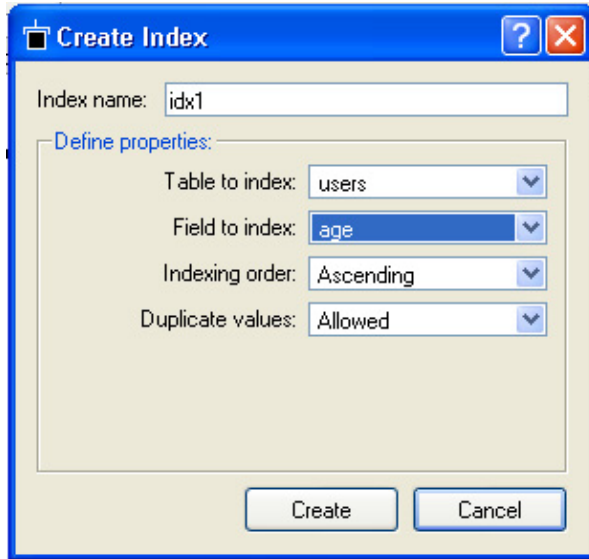 Create Index
Index name: idx1
Define properties:
Table to index: users
Field to index: age
Indexing order: Ascending
Duplicate values: Allowed
Create Cancel